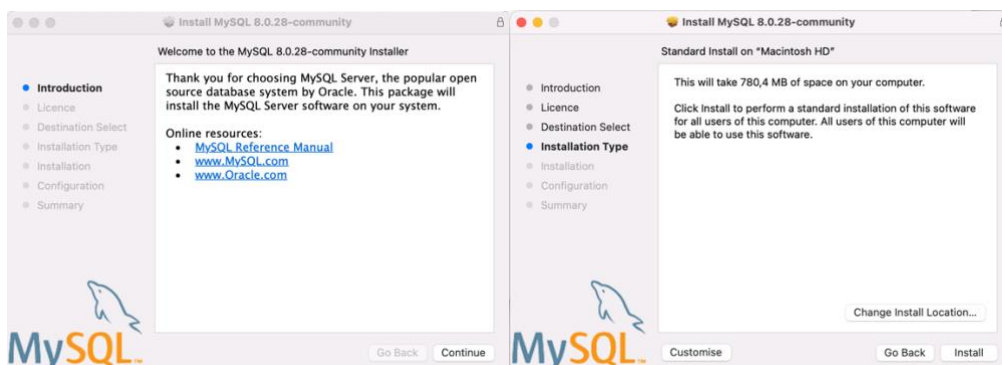 Install MySQL 8.0.28-community
Welcome to the MySQL 8.0.28-community Installer
Introduction
Licence
Destination Select
Installation Type
Installation
Configuration
Summary
Thank you for choosing MySQL Server, the popular open
source database system by Oracle. This package will
install the MySQL Server software on your system.
Online resources:
MySQL Reference Manual
www.MySQL.com
www.Oracle.com
MySQL
Go Back Continue
Install MySQL 8.0.28-community
Standard Install on "Macintosh HD"
Introduction
Licence
Destination Select
Installation Type
Installation
Configuration
Summary
This will take 780,4 MB of space on your computer.
Click Install to perform a standard installation of this software
for all users of this computer. All users of this computer will
be able to use this software.
Change Install Location...
MySQL
Customise Go Back Install